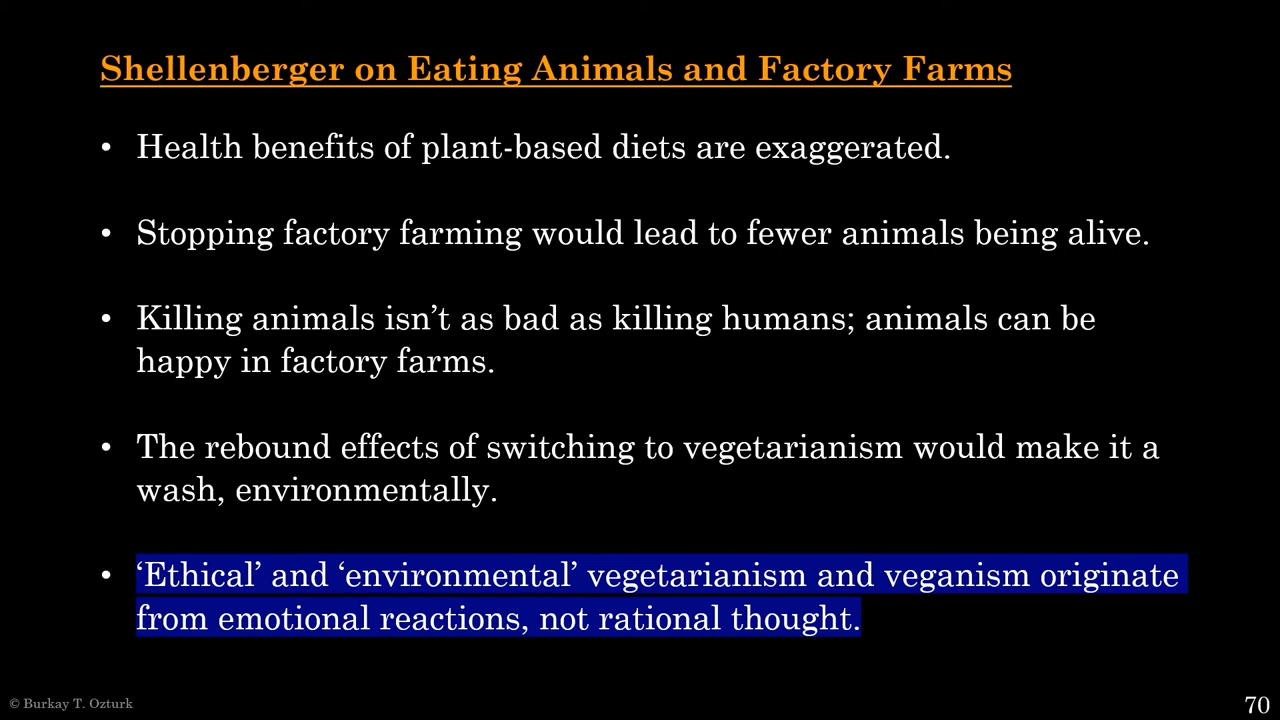 Shellenberger on Eating Animals and Factory Farms
• Health benefits of plant-based diets are exaggerated.
• Stopping factory farming would lead to fewer animals being alive.
• Killing animals isn’t as bad as killing humans; animals can be
happy in factory farms.
• The rebound effects of switching to vegetarianism would make it a
wash, environmentally.
• ‘Ethical’ and ‘environmental’ vegetarianism and veganism originate
from emotional reactions, not rational thought.
© Burkay T. Ozturk
70